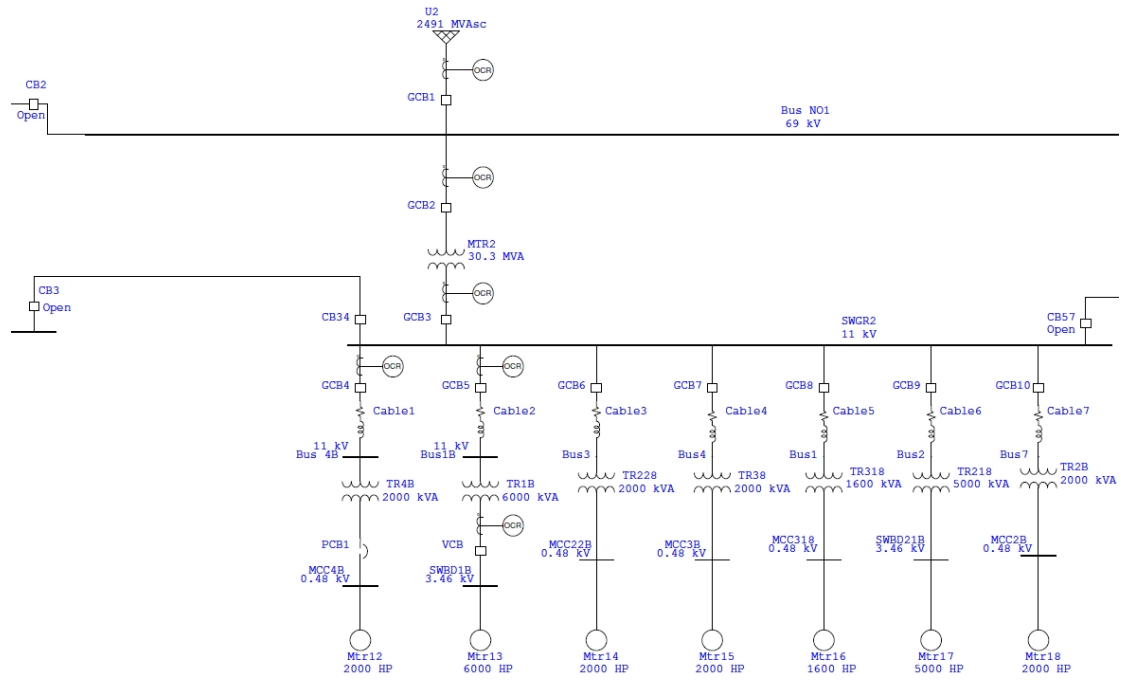 U2
2491 MVAsc
OCR
CB2
GCB1
Open
Bus NO1
69 kV
OCR
GCB2
MTR2
30.3 MVA
CB3
OCR
Open
CB34
GCB3
SWGR2
11 kV
CB57
Open
OCR
OCR
GCB4
GCB5
GCB6
GCB7
GCB8
GCB9
GCB10
Cable1
Cable2
Cable3
Cable4
Cable5
Cable6
Cable7
11 kV
Bus 4B
11 kV
Bus1B
Bus3
Bus4
Bus1
Bus2
Bus7
TR4B
2000 kVA
TR1B
6000 kVA
TR228
2000 kVA
TR38
2000 kVA
TR318
1600 kVA
TR218
5000 kVA
TR2B
2000 kVA
OCR
PCB1
VCB
MCC22B
0.48 kV
MCC3B
0.48 kV
MCC318
0.48 kV
SWBD21B
3.46 kV
MCC2B
0.48 kV
MCC4B
0.48 kV
SWBD1B
3.46 kV
Mtr12
2000 HP
Mtr13
6000 HP
Mtr14
2000 HP
Mtr15
2000 HP
Mtr16
1600 HP
Mtr17
5000 HP
Mtr18
2000 HP